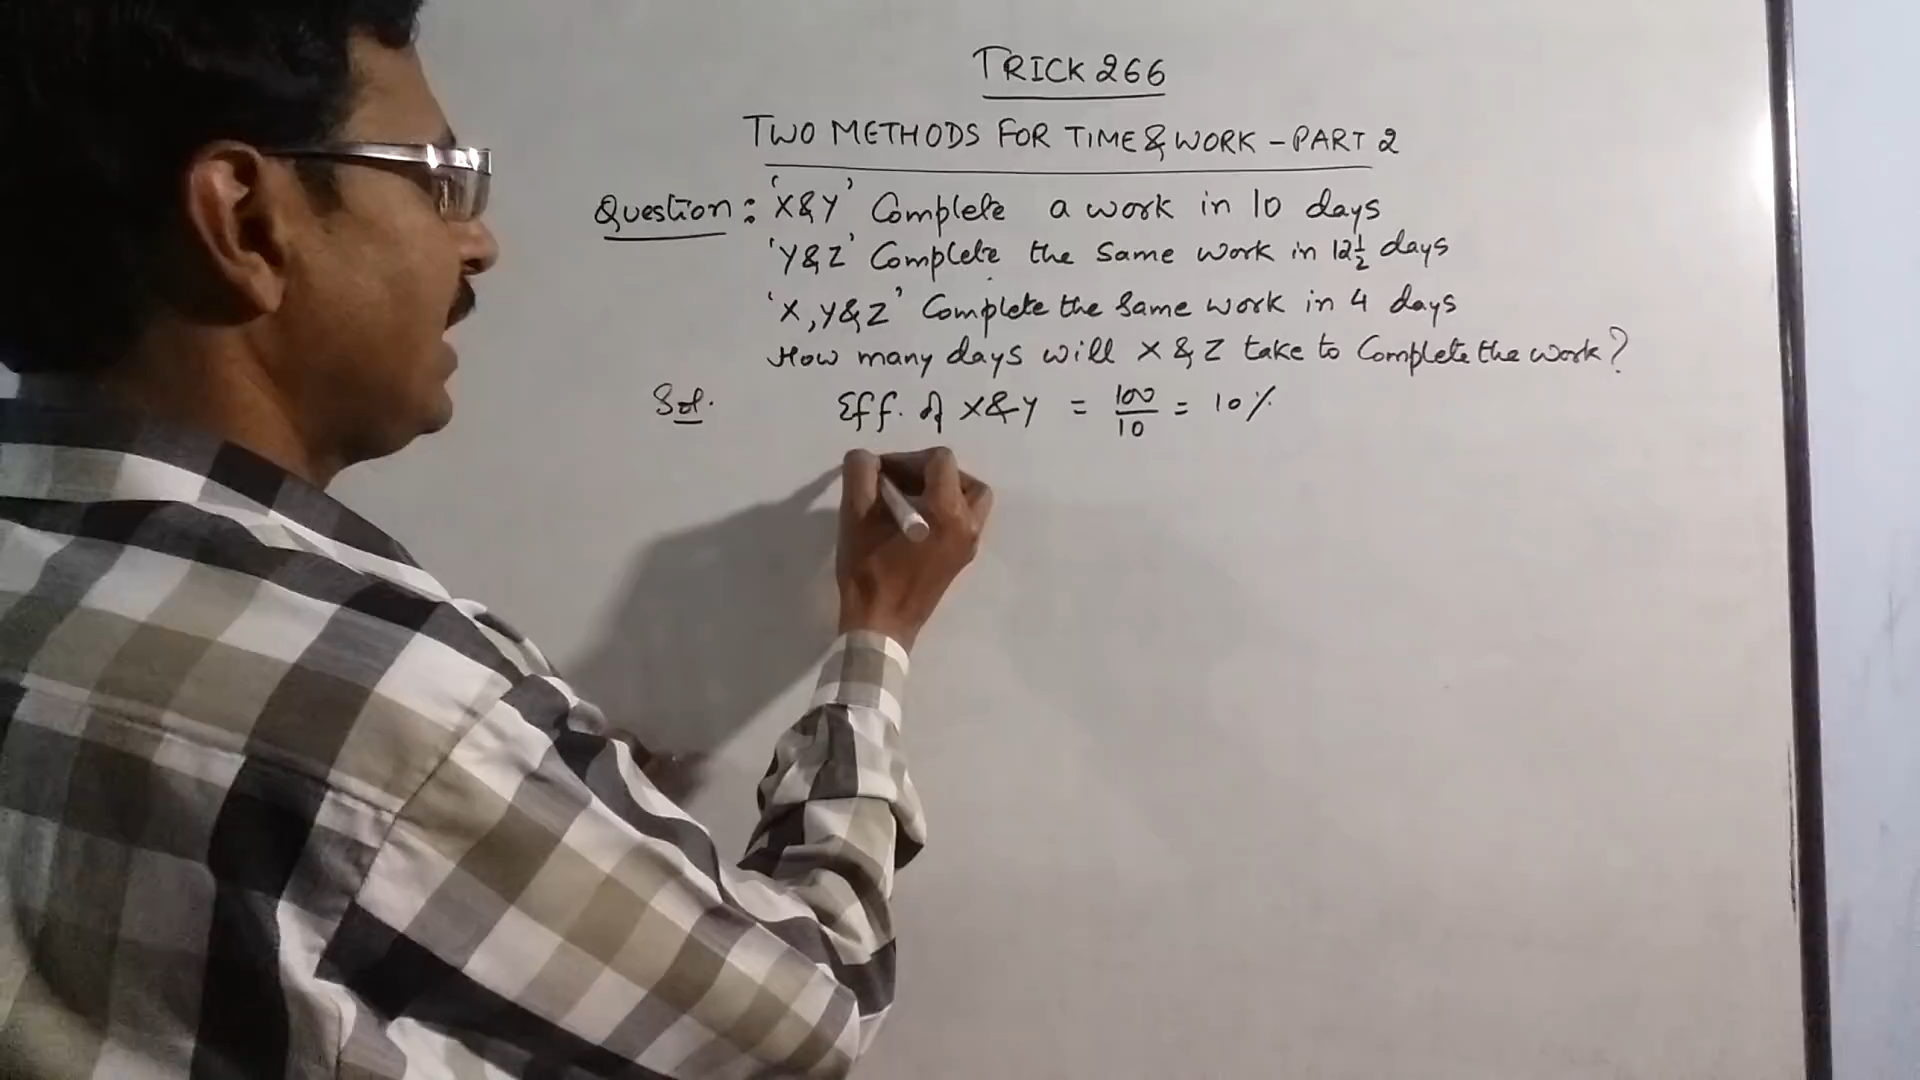 TRICK 266
TWO METHODS FOR TIME & WORK - PART 2
Question: 'X&Y' Complete a work in 10 days
'Y&Z' Complete the same work in 12 1/2 days
'X, Y & Z' Complete the same work in 4 days
How many days will X & Z take to Complete the work?
Sol. Eff. of X&Y = 100/10 = 10%